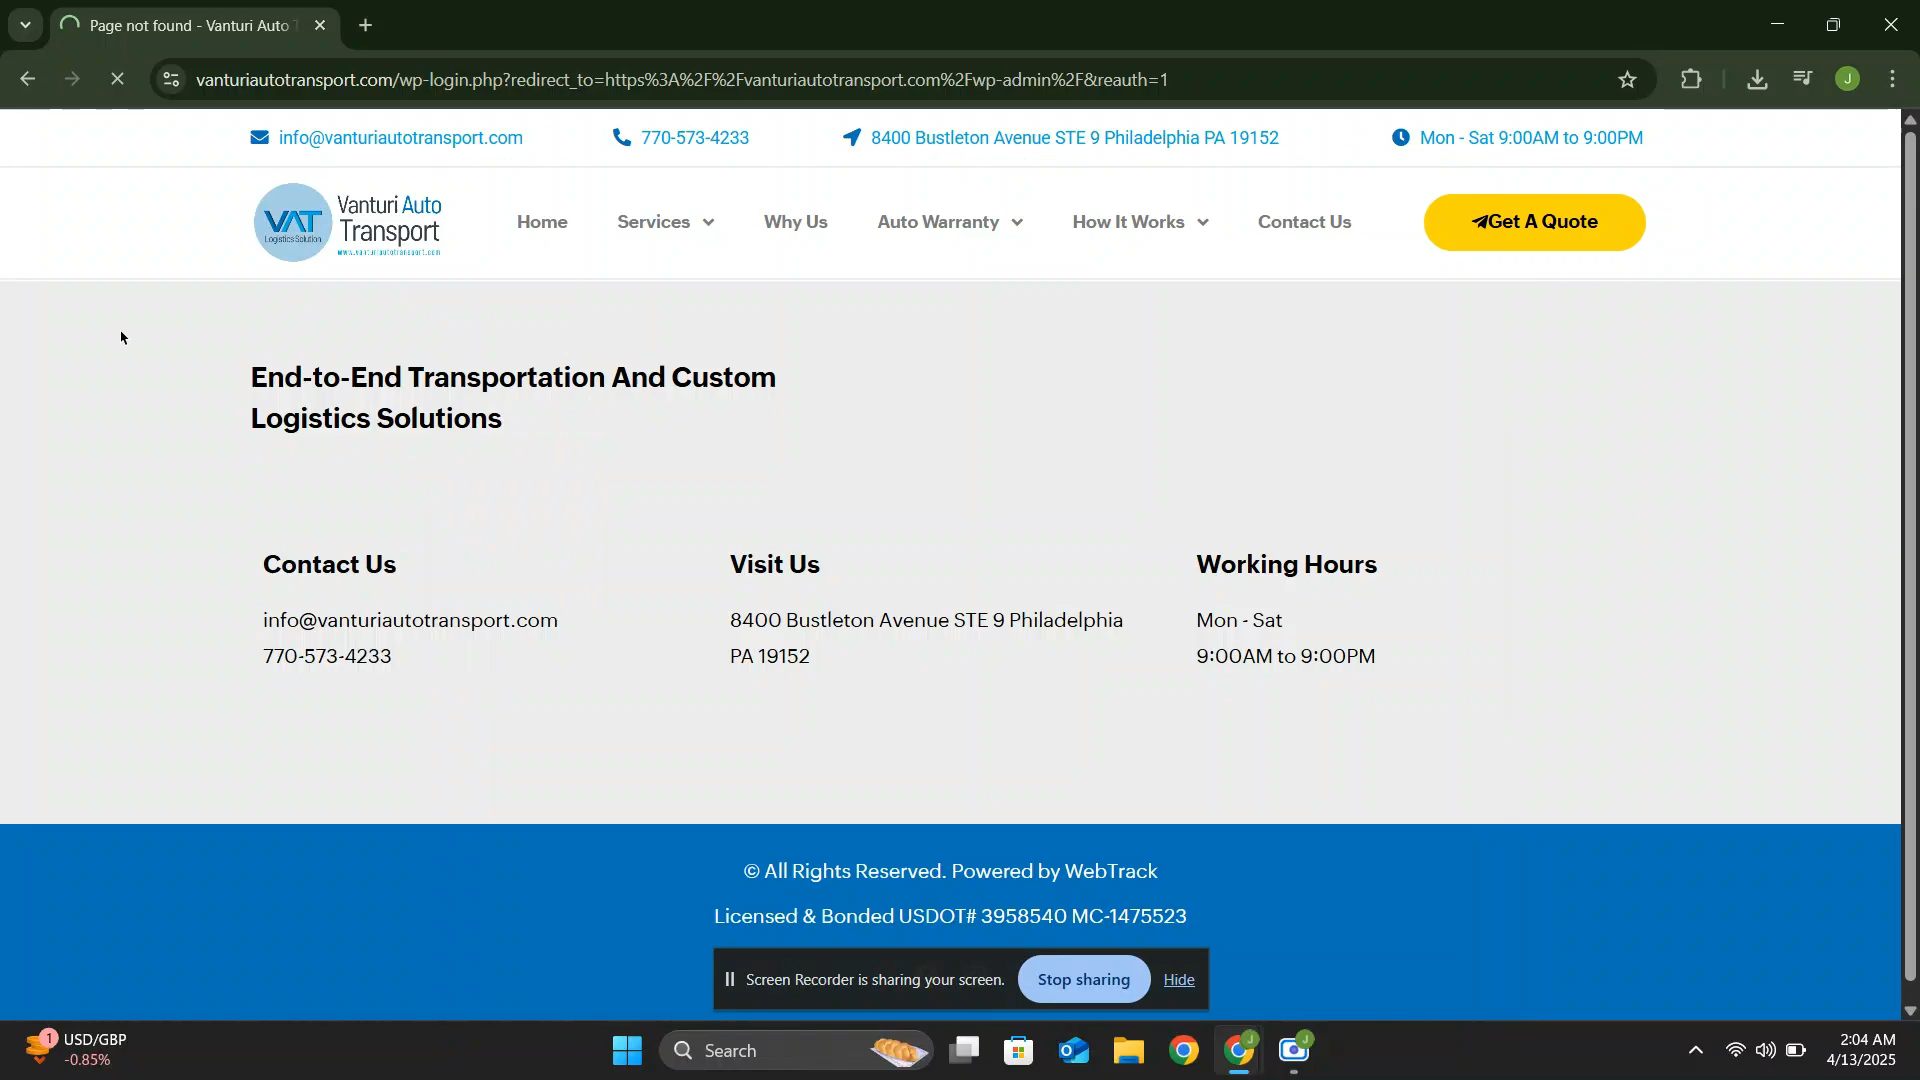 Page not found - Vanturi Auto T
vanturiautotransport.com/wp-login.php?redirect_to=https%3A%2F%2Fvanturiautotransport.com%2Fwp-admin%2F&reauth=1
J
info@vanturiautotransport.com
770-573-4233
8400 Bustleton Avenue STE 9 Philadelphia PA 19152
Mon - Sat 9:00AM to 9:00PM
VAT
Logistics Solution
Vanturi Auto
Transport
www.vanturiautotransport.com
Home
Services
Why Us
Auto Warranty
How It Works
Contact Us
Get A Quote
End-to-End Transportation And Custom
Logistics Solutions
Contact Us
info@vanturiautotransport.com
770-573-4233
Visit Us
8400 Bustleton Avenue STE 9 Philadelphia
PA 19152
Working Hours
Mon - Sat
9:00AM to 9:00PM
© All Rights Reserved. Powered by WebTrack
Licensed & Bonded USDOT# 3958540 MC-1475523
Screen Recorder is sharing your screen.
Stop sharing
Hide
1
USD/GBP
-0.85%
Search
J
J
2:04 AM
4/13/2025